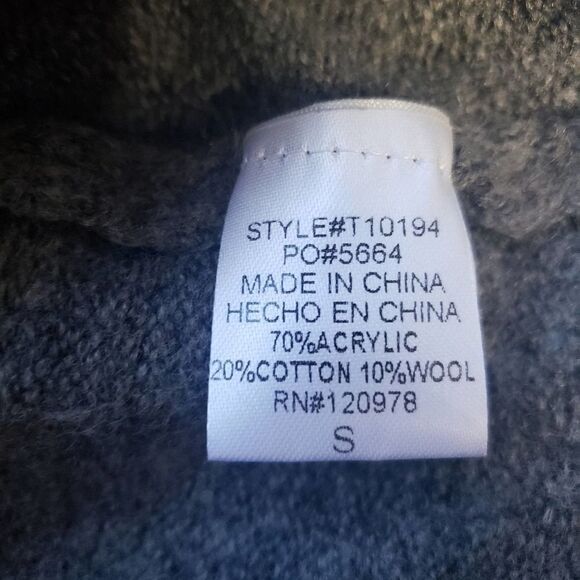 STYLE#T10194
PO#5664
MADE IN CHINA
HECHO EN CHINA
70%ACRYLIC
20%COTTON 10%WOOL
RN#120978
S